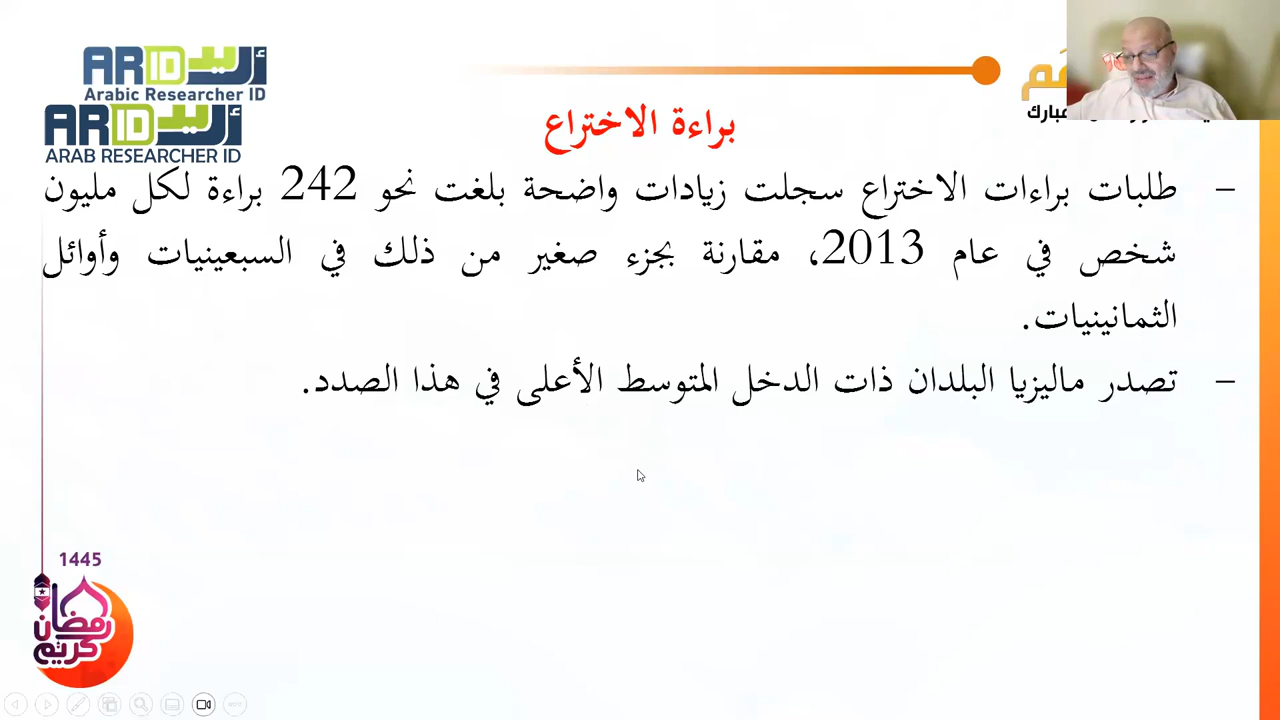 ARID أريد
Arabic Researcher ID
ARID أريد
ARAB RESEARCHER ID
براءة الاختراع
– طلبات براءات الاختراع سجلت زيادات واضحة بلغت نحو 242 براءة لكل مليون
شخص في عام 2013، مقارنة بجزء صغير من ذلك في السبعينيات وأوائل
الثمانينيات.
– تصدر ماليزيا البلدان ذات الدخل المتوسط الأعلى في هذا الصدد.
1445
رمضان
كريم